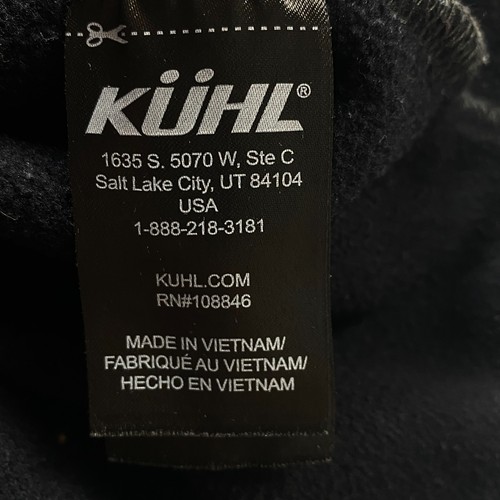 KÜHL®
1635 S. 5070 W, Ste C
Salt Lake City, UT 84104
USA
1-888-218-3181
KUHL.COM
RN#108846
MADE IN VIETNAM/
FABRIQUÉ AU VIETNAM/
HECHO EN VIETNAM